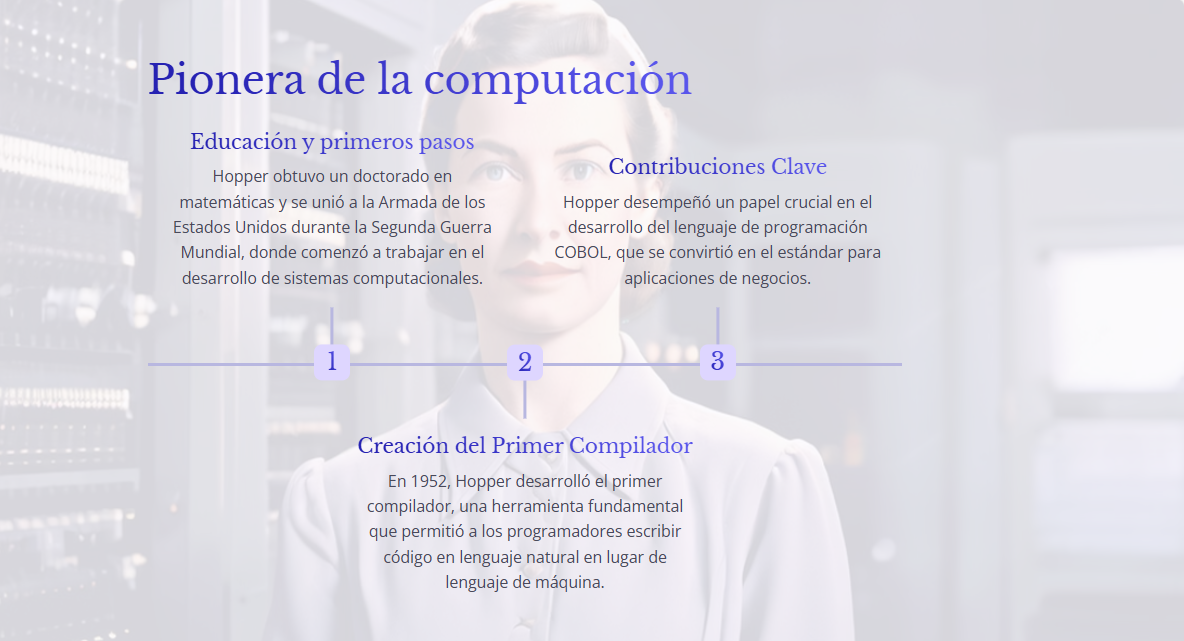 Pionera de la computación
Educación y primeros pasos
Hopper obtuvo un doctorado en
matemáticas y se unió a la Armada de los
Estados Unidos durante la Segunda Guerra
Mundial, donde comenzó a trabajar en el
desarrollo de sistemas computacionales.
Contribuciones Clave
Hopper desempeñó un papel crucial en el
desarrollo del lenguaje de programación
COBOL, que se convirtió en el estándar para
aplicaciones de negocios.
1
2
3
Creación del Primer Compilador
En 1952, Hopper desarrolló el primer
compilador, una herramienta fundamental
que permitió a los programadores escribir
código en lenguaje natural en lugar de
lenguaje de máquina.